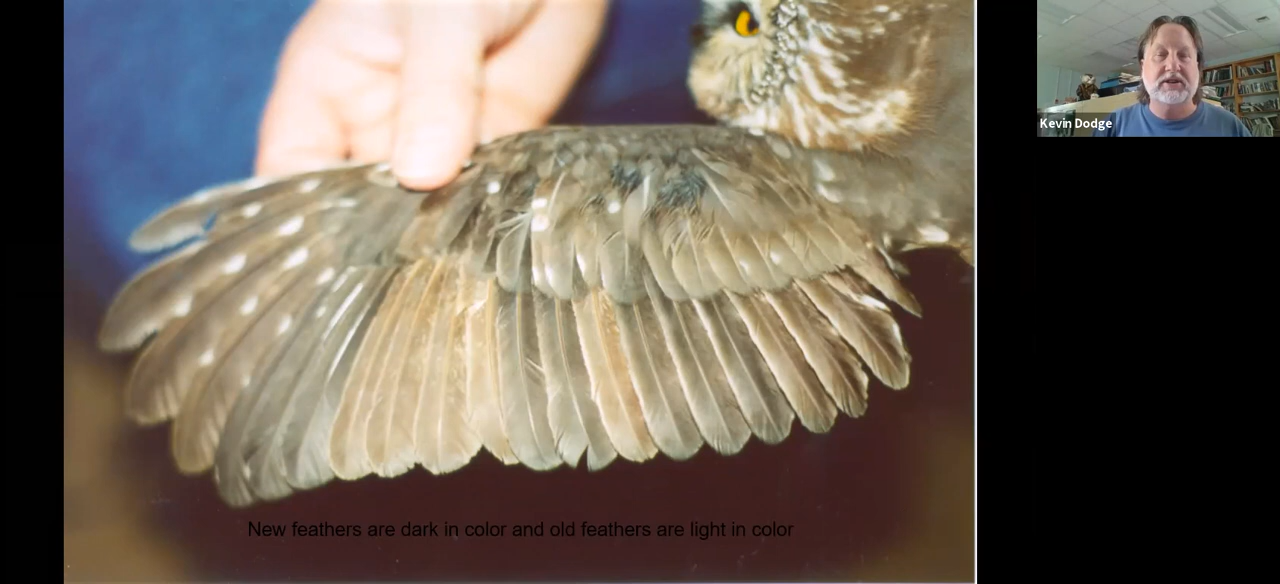 Kevin Dodge
New feathers are dark in color and old feathers are light in color